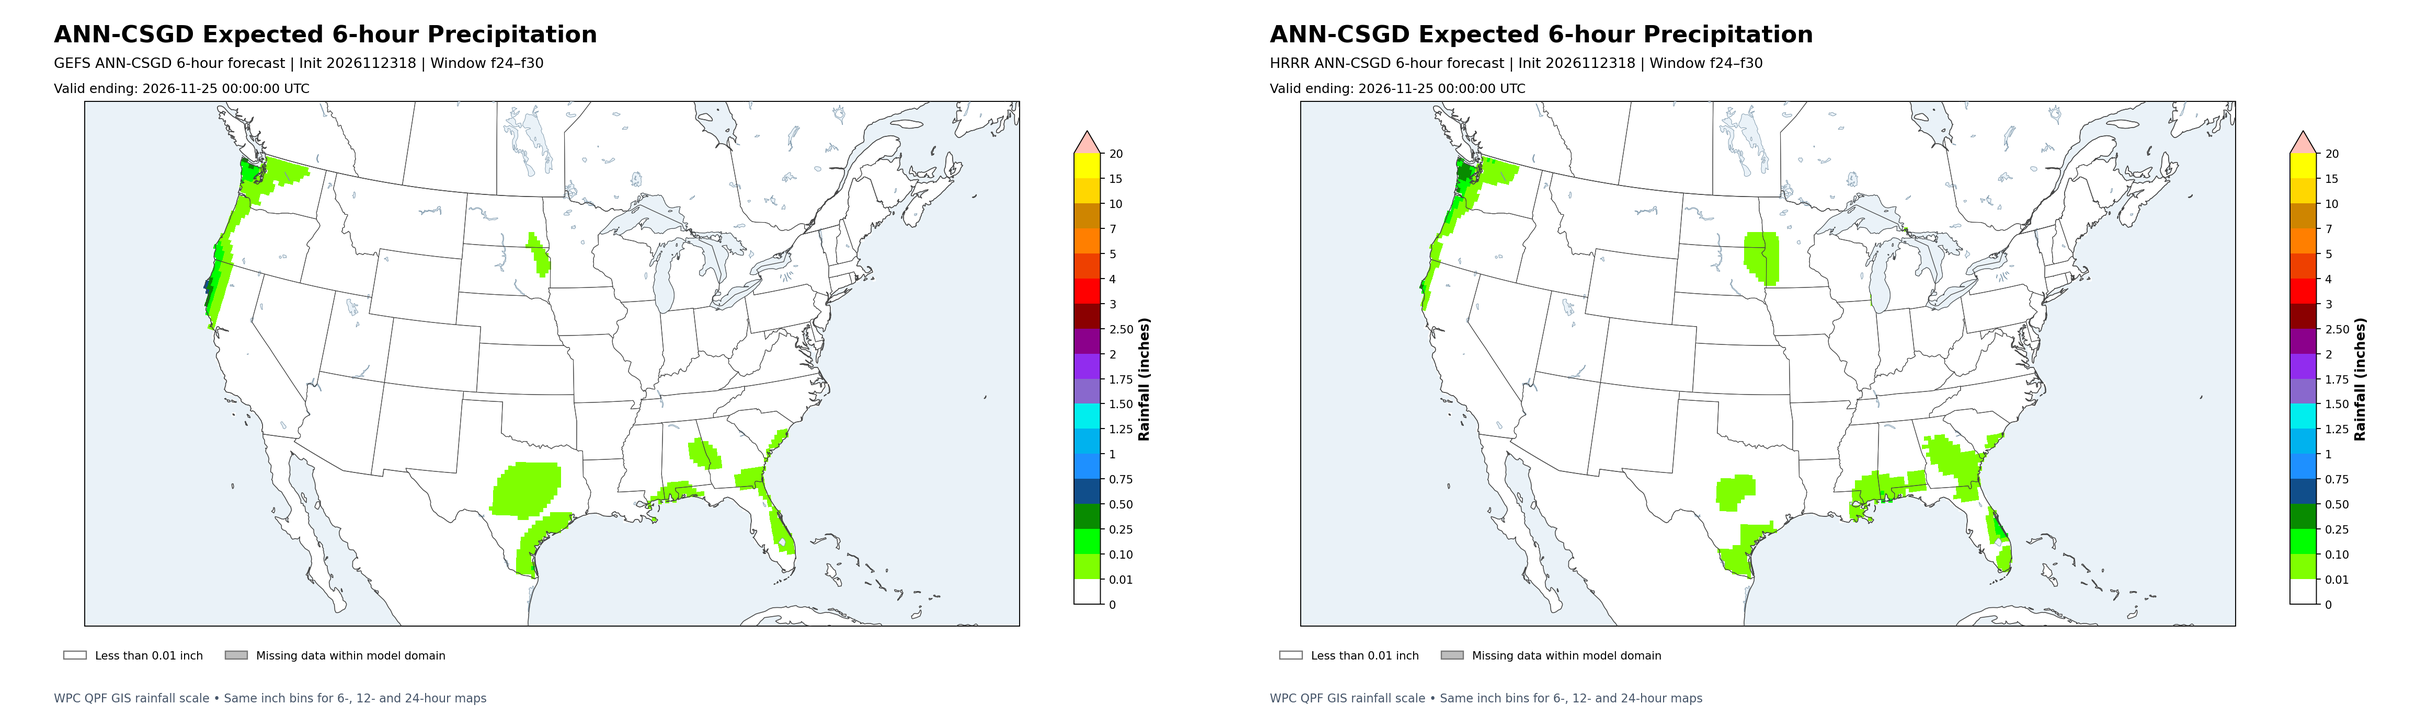 ANN-CSGD Expected 6-hour Precipitation
GEFS ANN-CSGD 6-hour forecast | Init 2026112318 | Window f24–f30
Valid ending: 2026-11-25 00:00:00 UTC
20
15
10
7
5
4
3
2.50
2
1.75
1.50
1.25
1
0.75
0.50
0.25
0.10
0.01
0
Rainfall (inches)
Less than 0.01 inch
Missing data within model domain
WPC QPF GIS rainfall scale • Same inch bins for 6-, 12- and 24-hour maps
ANN-CSGD Expected 6-hour Precipitation
HRRR ANN-CSGD 6-hour forecast | Init 2026112318 | Window f24–f30
Valid ending: 2026-11-25 00:00:00 UTC
20
15
10
7
5
4
3
2.50
2
1.75
1.50
1.25
1
0.75
0.50
0.25
0.10
0.01
0
Rainfall (inches)
Less than 0.01 inch
Missing data within model domain
WPC QPF GIS rainfall scale • Same inch bins for 6-, 12- and 24-hour maps